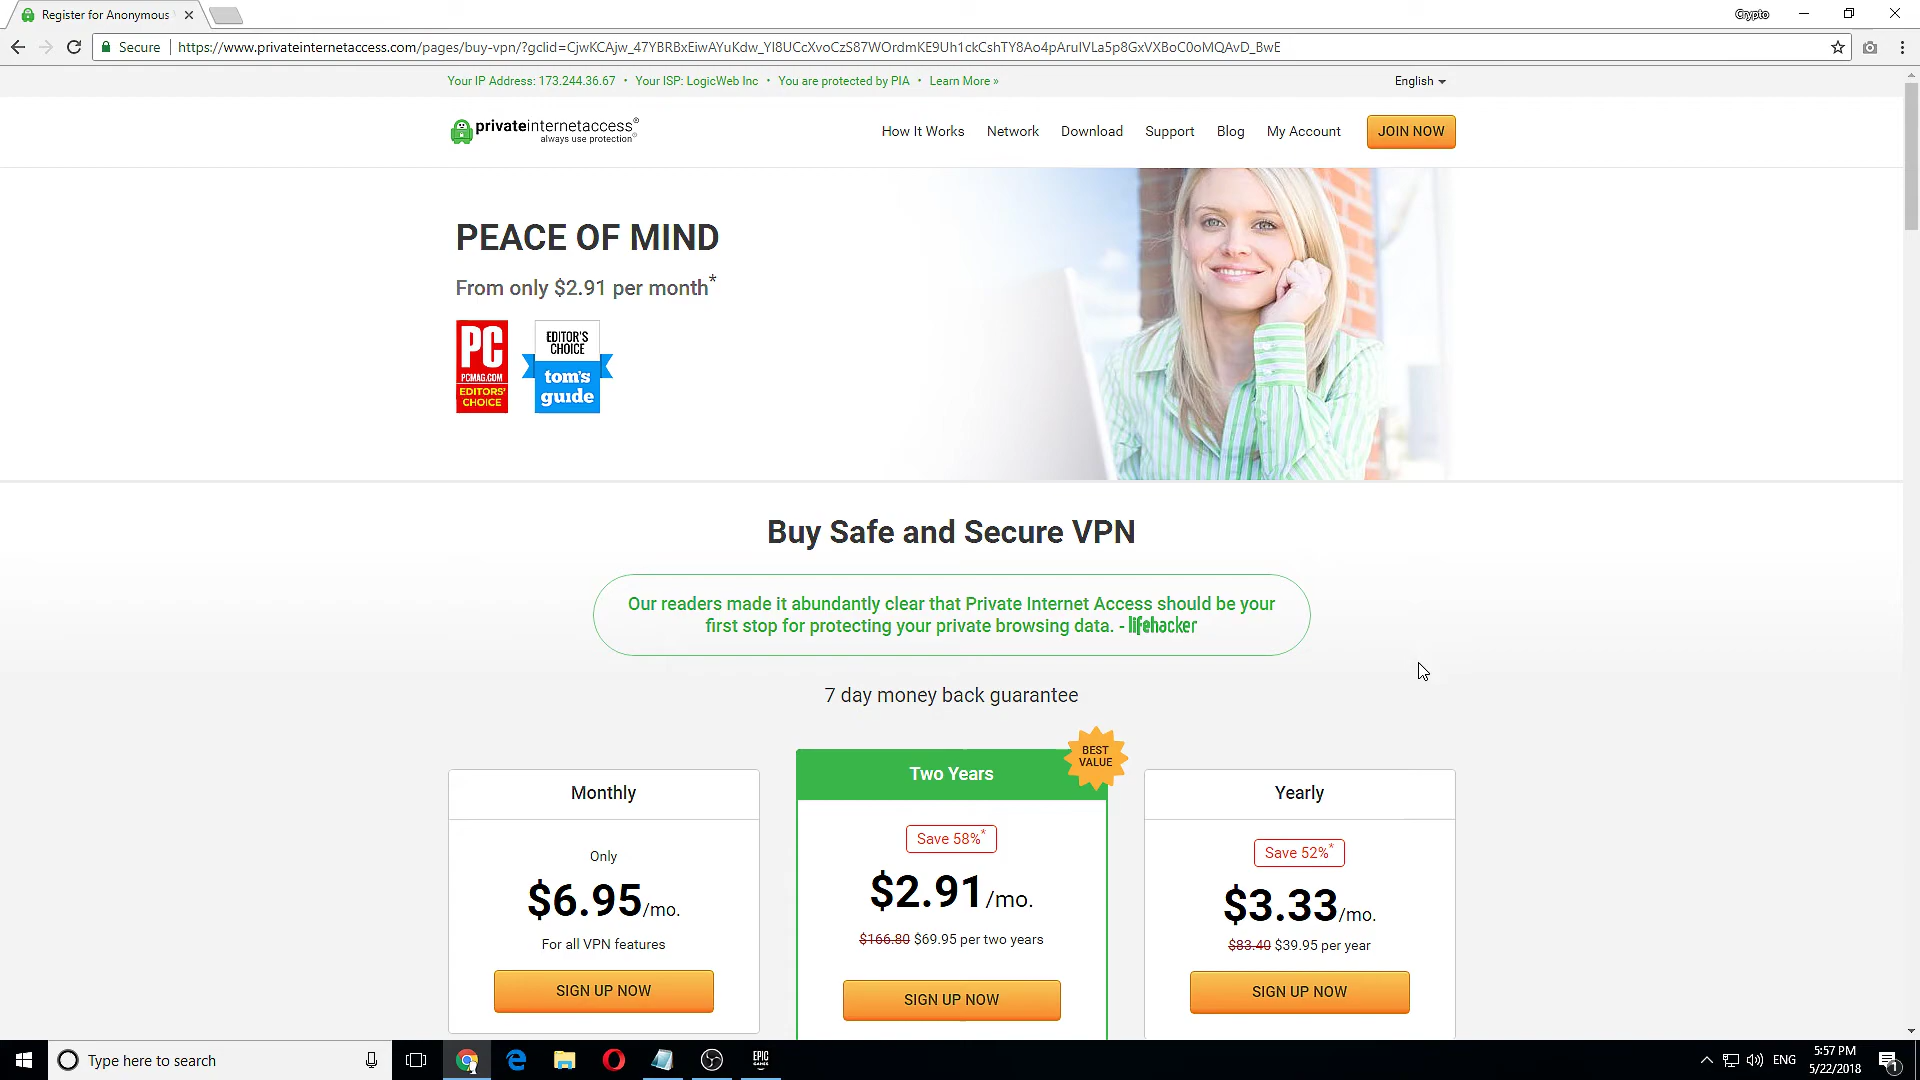 Register for Anonymous
Crypto
Secure
https://www.privateinternetaccess.com/pages/buy-vpn/?gclid=CjwKCAjw_47YBRBxEiwAYuKdw_YI8UCcXvoCzS87WOrdmKE9Uh1ckCshTY8Ao4pAruIVLa5p8GxVXBoC0oMQAvD_BwE
Your IP Address: 173.244.36.67 • Your ISP: LogicWeb Inc • You are protected by PIA • Learn More »
English
privateinternetaccess®
always use protection®
How It Works
Network
Download
Support
Blog
My Account
JOIN NOW
PEACE OF MIND
From only $2.91 per month*
PC
PCMAG.COM
EDITORS'
CHOICE
EDITOR'S
CHOICE
tom's
guide
Buy Safe and Secure VPN
Our readers made it abundantly clear that Private Internet Access should be your
first stop for protecting your private browsing data. - lifehacker
7 day money back guarantee
Monthly
Only
$6.95/mo.
For all VPN features
SIGN UP NOW
BEST
VALUE
Two Years
Save 58%*
$2.91/mo.
$166.80 $69.95 per two years
SIGN UP NOW
Yearly
Save 52%*
$3.33/mo.
$83.40 $39.95 per year
SIGN UP NOW
Type here to search
EPIC
GAMES
ENG
5:57 PM
5/22/2018
1